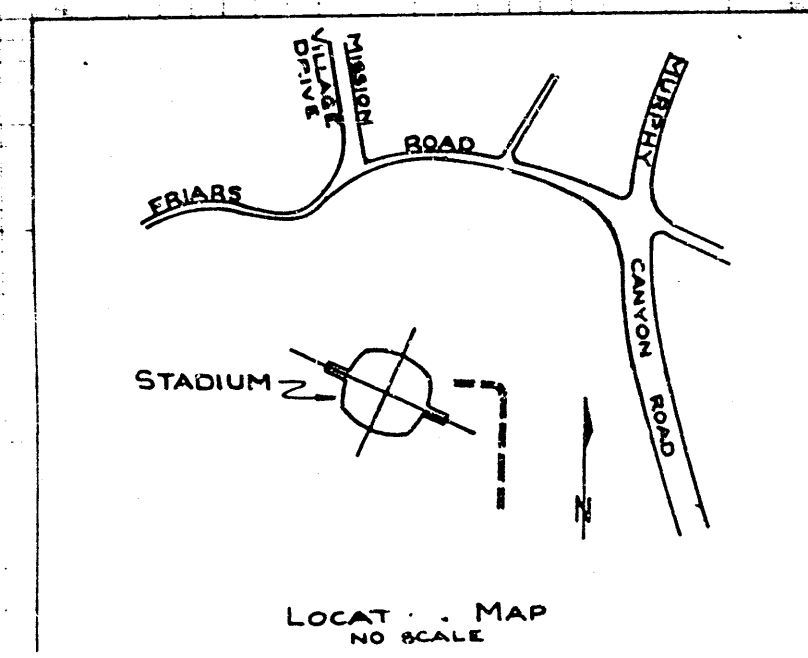 MISSION
VILLAGE
DRIVE
MURPHY
ROAD
FRIARS
CANYON
ROAD
STADIUM
N
LOCAT MAP
NO SCALE